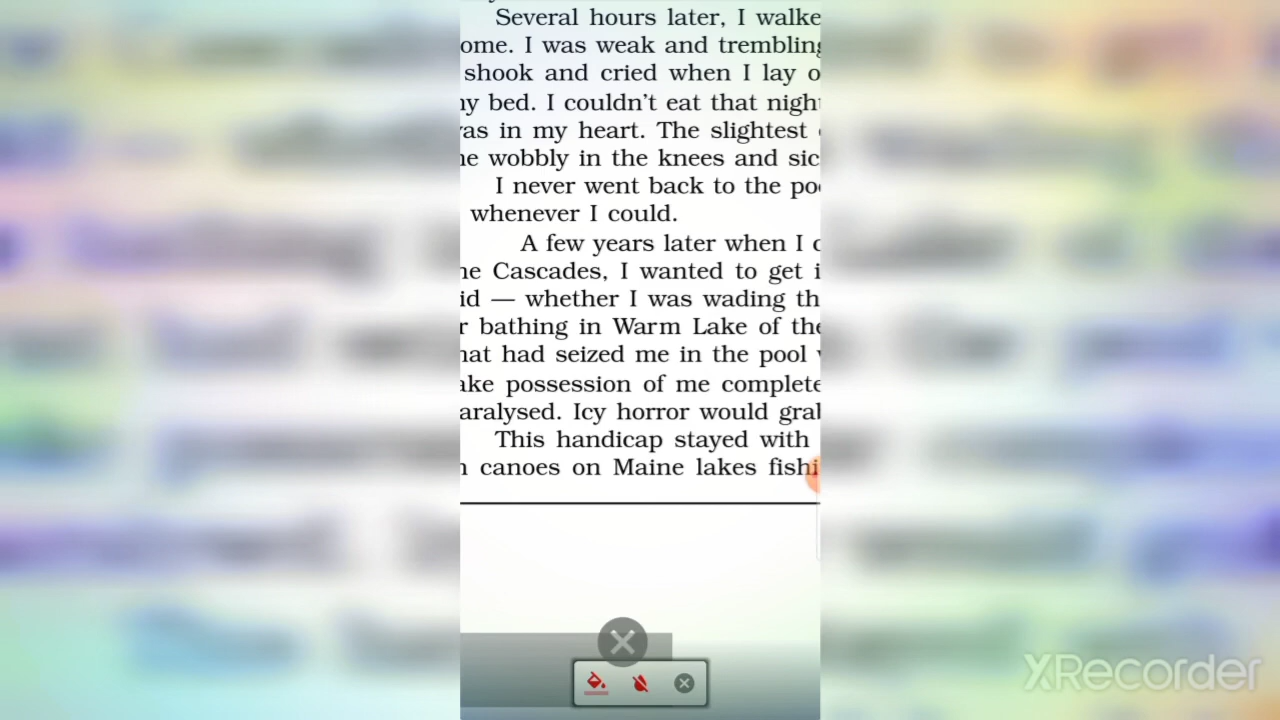 Several hours later, I walke
ome. I was weak and trembling
shook and cried when I lay o
y bed. I couldn't eat that nigh
as in my heart. The slightest
e wobbly in the knees and sic
I never went back to the po
whenever I could.
A few years later when I c
e Cascades, I wanted to get i
id — whether I was wading th
r bathing in Warm Lake of the
hat had seized me in the pool
ake possession of me complete
aralysed. Icy horror would gra
This handicap stayed with
n canoes on Maine lakes fishi
XRecorder